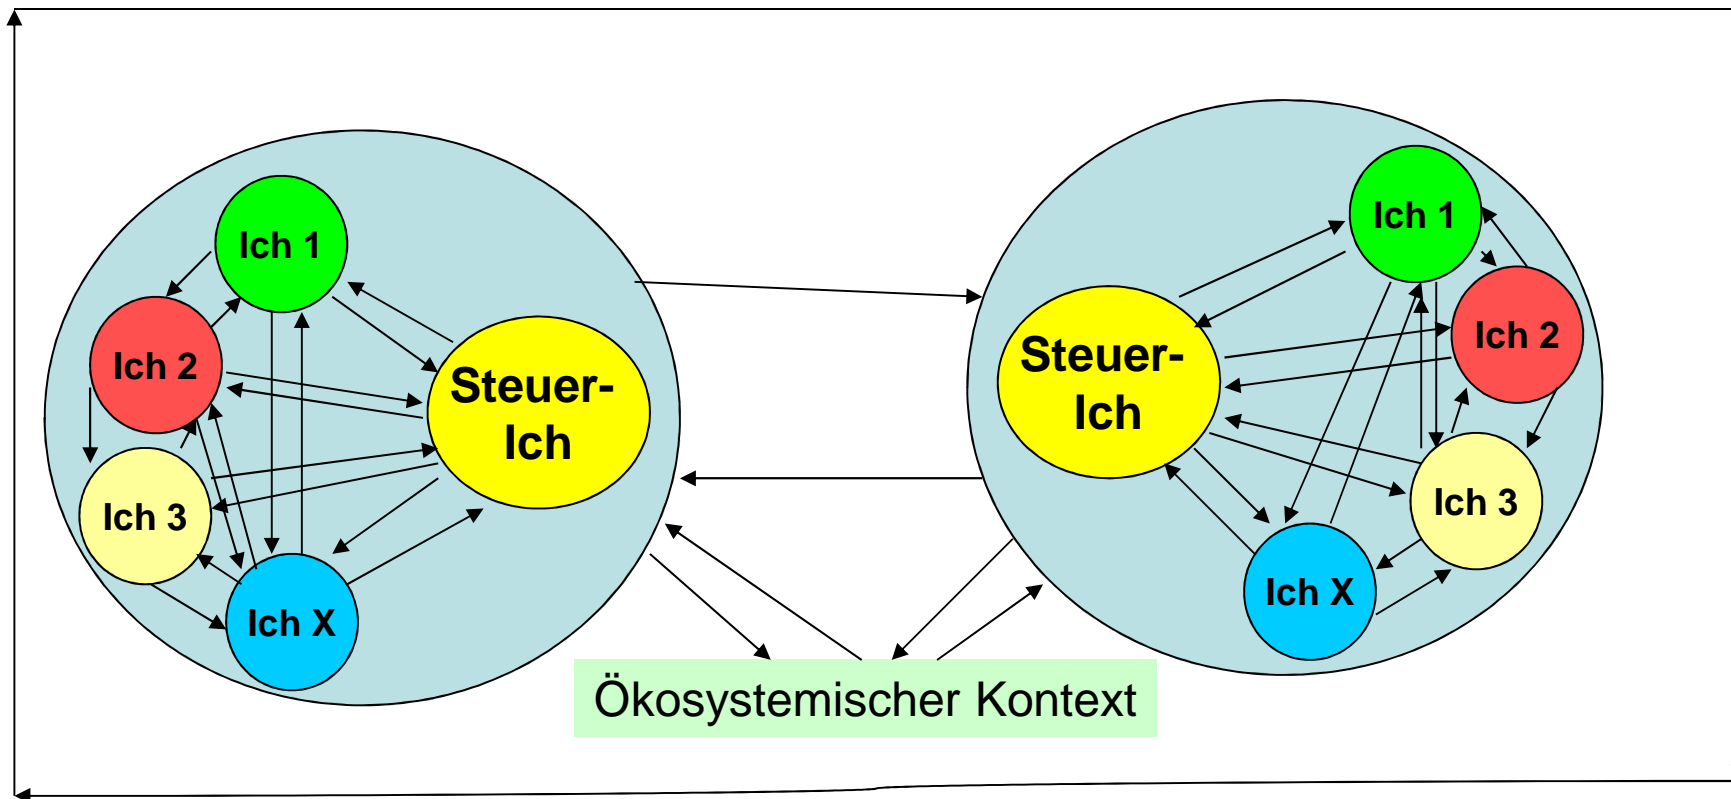 Ich 1
Ich 2
Ich 3
Ich X
Steuer-
Ich
Ich 1
Ich 2
Steuer-
Ich
Ich 3
Ich X
Ökosystemischer Kontext